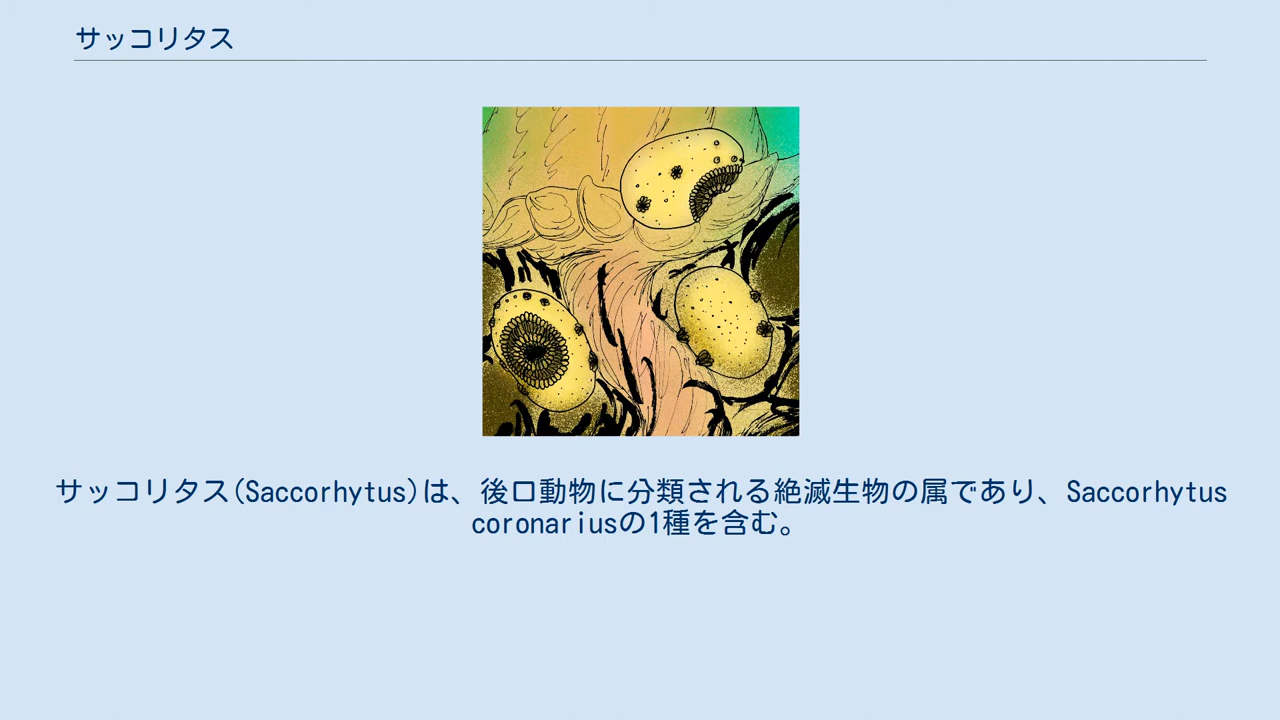 サッコリタス
サッコリタス(Saccorhytus)は、後口動物に分類される絶滅生物の属であり、Saccorhytus
coronariusの1種を含む。